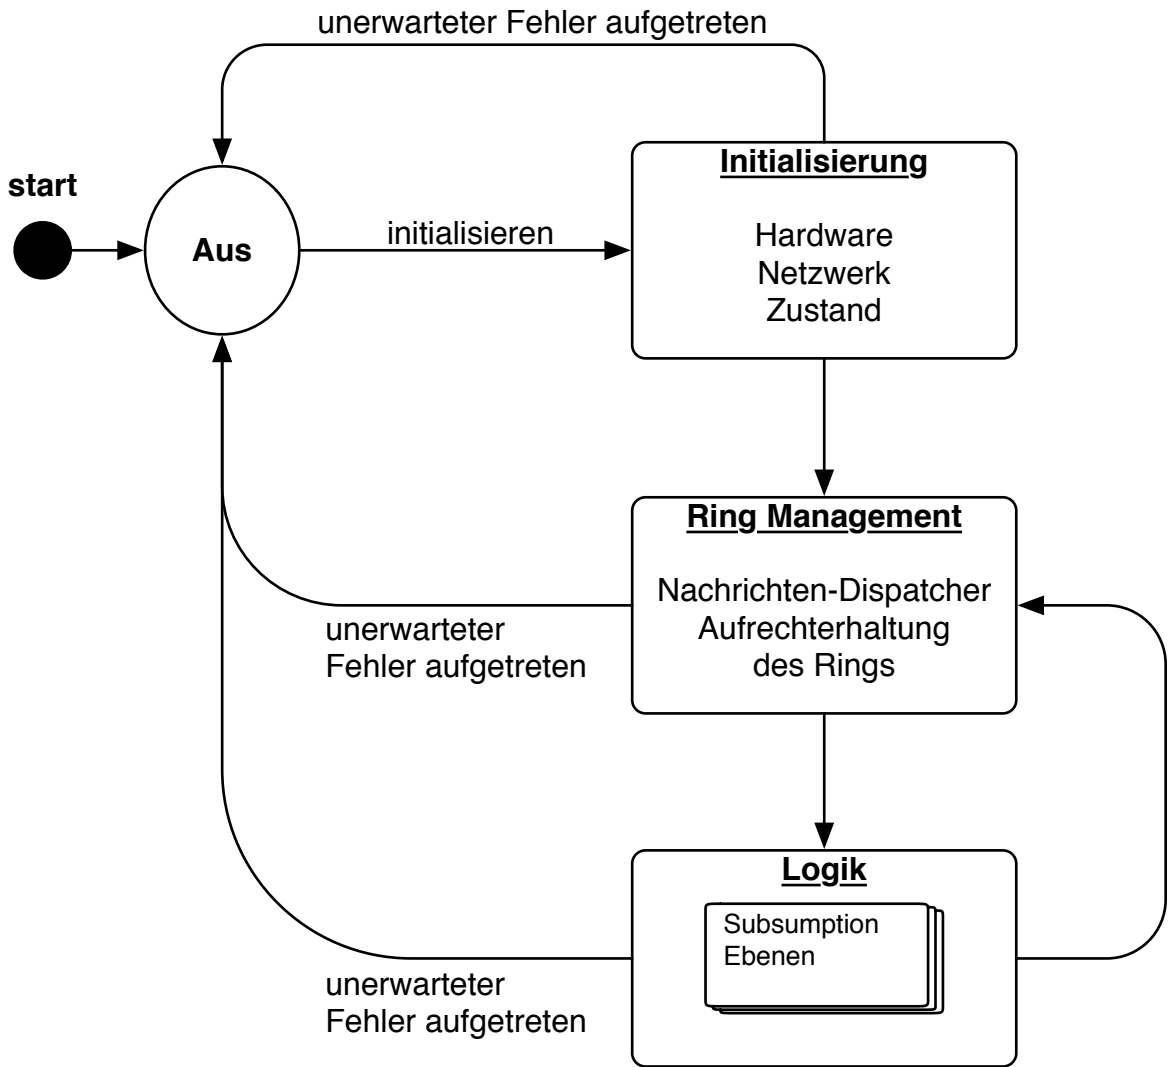 unerwarteter Fehler aufgetreten
start
Aus
initialisieren
Initialisierung
Hardware
Netzwerk
Zustand
Ring Management
Nachrichten-Dispatcher
Aufrechterhaltung
des Rings
unerwarteter
Fehler aufgetreten
Logik
Subsumption
Ebenen
unerwarteter
Fehler aufgetreten